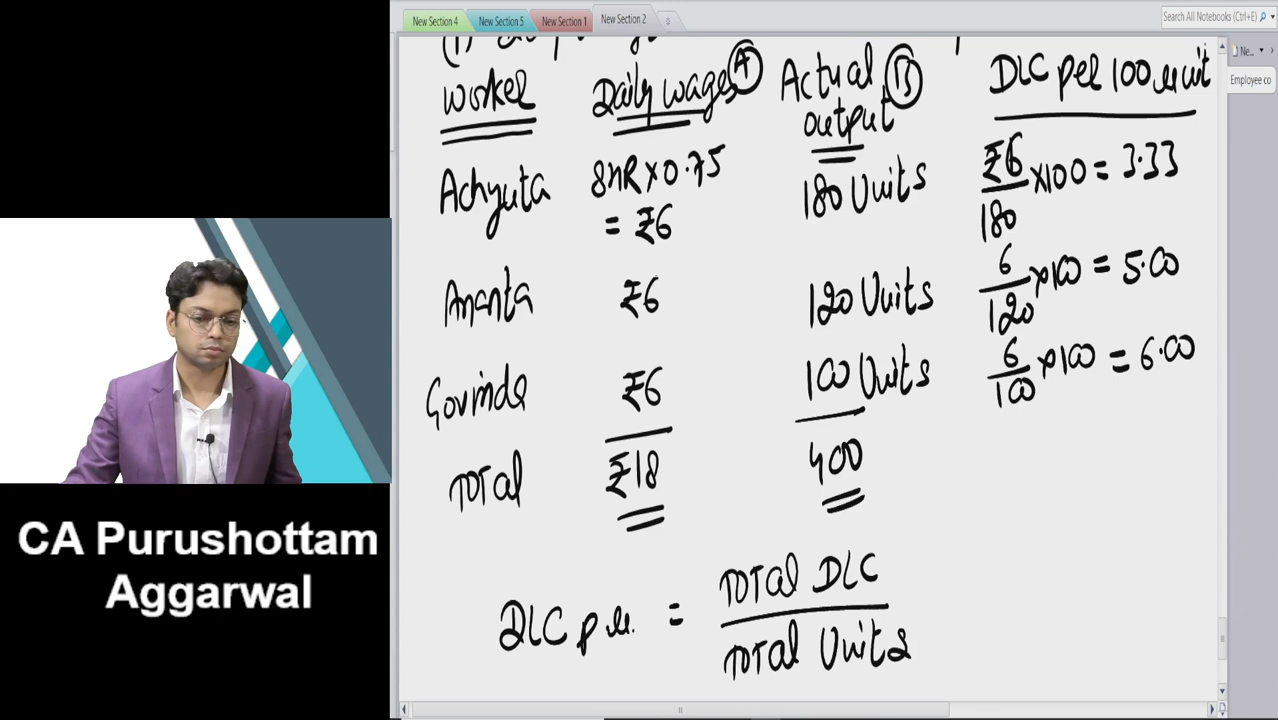 New Section 4 New Section 5 New Section 1 New Section 2
Search All Notebooks (Ctrl+E)
Ne...
Employee co
Worker Daily wages (A) Actual output (B) DLC per 100 unit
Achyuta 8HR×0.75 = ₹6 180 Units ₹6/180 ×100 = 3.33
Ananta ₹6 120 Units 6/120 ×100 = 5.00
Govinda ₹6 100 Units 6/100 ×100 = 6.00
Total ₹18 400
DLC p.u. = Total DLC / Total Units
CA Purushottam
Aggarwal